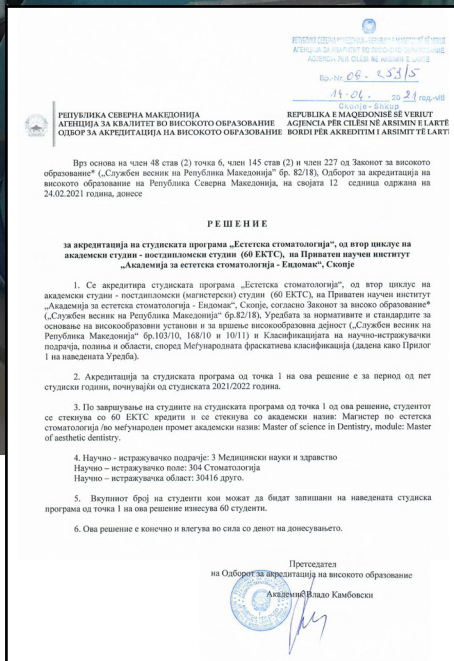 Бр.-Nr. 08-253/5
14-04. 2021 год.-viti
Скопје - Shkup
РЕПУБЛИКА СЕВЕРНА МАКЕДОНИЈА
АГЕНЦИЈА ЗА КВАЛИТЕТ ВО ВИСОКОТО ОБРАЗОВАНИЕ
ОДБОР ЗА АКРЕДИТАЦИЈА НА ВИСОКОТО ОБРАЗОВАНИЕ
REPUBLIKA E MAQEDONISË SË VERIUT
AGJENCIA PËR CILËSI NË ARSIMIN E LARTË
BORDI PËR AKREDITIM I ARSIMIT TË LARTË
Врз основа на член 48 став (2) точка 6, член 145 став (2) и член 227 од Законот за високото
образование* („Службен весник на Република Македонија" бр. 82/18), Одборот за акредитација на
високото образование на Република Северна Македонија, на својата 12 седница одржана на
24.02.2021 година, донесе
РЕШЕНИЕ
за акредитација на студиската програма „Естетска стоматологија", од втор циклус на
академски студии - постдипломски студии (60 ЕКТС), на Приватен научен институт
„Академија за естетска стоматологија - Ендомак", Скопје
1. Се акредитира студиската програма „Естетска стоматологија", од втор циклус на
академски студии - постдипломски (магистерски) студии (60 ЕКТС), на Приватен научен институт
„Академија за естетска стоматологија - Ендомак", Скопје, согласно Законот за високо образование*
(„Службен весник на Република Македонија" бр.82/18), Уредбата за нормативите и стандардите за
основање на високообразовни установи и за вршење високообразовна дејност („Службен весник на
Република Македонија" бр.103/10, 168/10 и 10/11) и Класификацијата на научно-истражувачки
подрачја, полиња и области, според Меѓународната фраскатиева класификација (дадена како Прилог
1 на наведената Уредба).
2. Акредитација за студиската програма од точка 1 на ова решение е за период од пет
студиски години, почнувајќи од студиската 2021/2022 година.
3. По завршување на студиите на студиската програма од точка 1 од ова решение, студентот
се стекнува со 60 ЕКТС кредити и се стекнува со академски назив: Магистер по естетска
стоматологија /во меѓународен промет академски назив: Master of science in Dentistry, module: Master
of aesthetic dentistry.
4. Научно - истражувачко подрачје: 3 Медицински науки и здравство
Научно – истражувачко поле: 304 Стоматологија
Научно – истражувачка област: 30416 друго.
5. Вкупниот број на студенти кои можат да бидат запишани на наведената студиска
програма од точка 1 на ова решение изнесува 60 студенти.
6. Ова решение е конечно и влегува во сила со денот на донесувањето.
Претседател
на Одборот за акредитација на високото образование
Академик Владо Камбовски